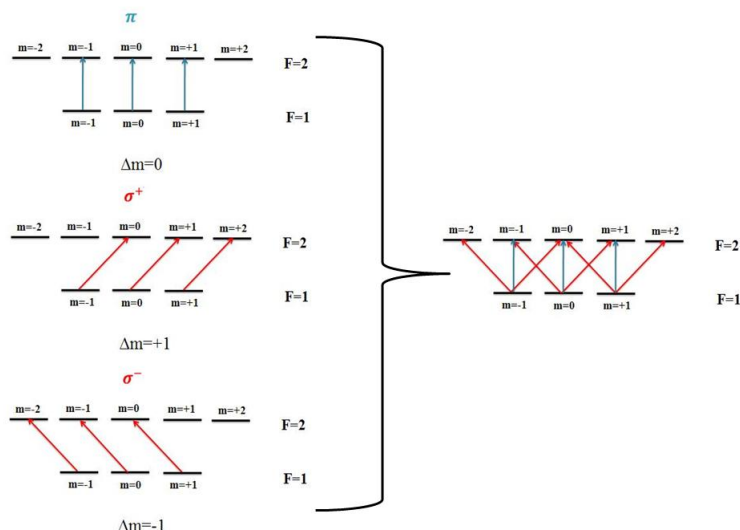 π
m=-2 m=-1 m=0 m=+1 m=+2
F=2
F=1
m=-1 m=0 m=+1
Δm=0
σ⁺
m=-2 m=-1 m=0 m=+1 m=+2
F=2
F=1
m=-1 m=0 m=+1
Δm=+1
σ⁻
m=-2 m=-1 m=0 m=+1 m=+2
F=2
F=1
m=-1 m=0 m=+1
Δm=-1
m=-2 m=-1 m=0 m=+1 m=+2
F=2
F=1
m=-1 m=0 m=+1